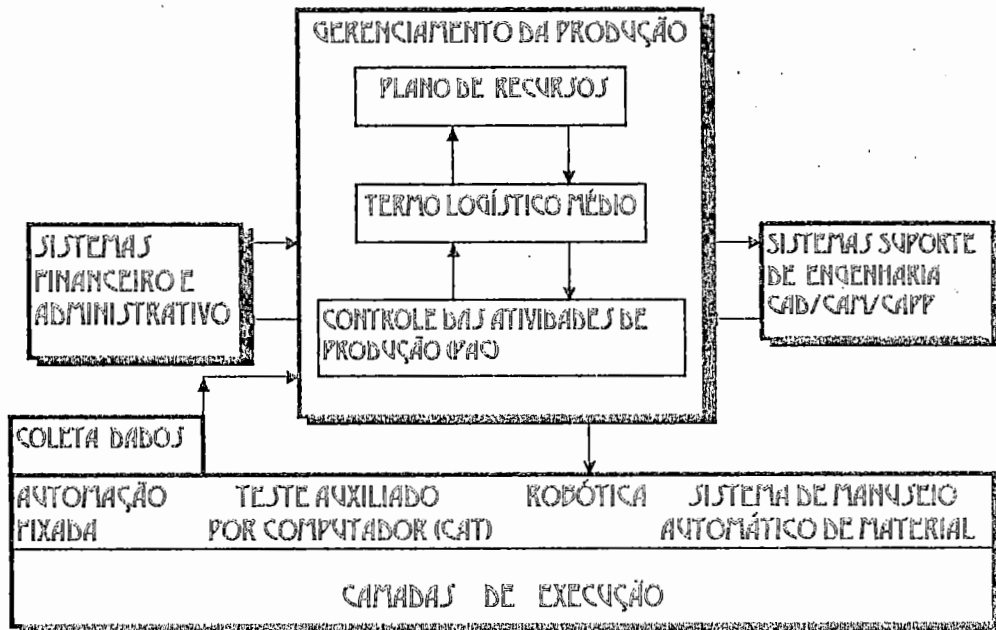 GERENCIAMENTO DA PRODUÇÃO
PLANO DE RECURSOS
TERMO LOGÍSTICO MÉDIO
CONTROLE DAS ATIVIDADES DE
PRODUÇÃO (PAC)
SISTEMAS
FINANCEIRO E
ADMINISTRATIVO
SISTEMAS SUPORTE
DE ENGENHARIA
CAD/CAM/CAPP
COLETA DADOS
AUTOMAÇÃO
FIXADA
TESTE AUXILIADO
POR COMPUTADOR (CAT)
ROBÓTICA
SISTEMA DE MANUSEIO
AUTOMÁTICO DE MATERIAL
CAMADAS DE EXECUÇÃO